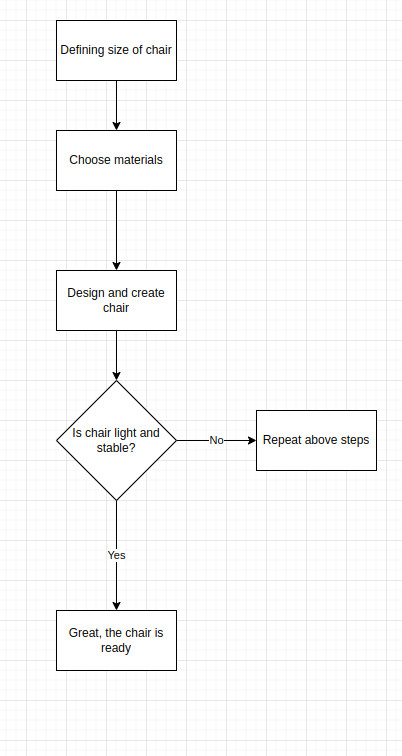 Defining size of chair
Choose materials
Design and create
chair
Is chair light and
stable?
No
Repeat above steps
Yes
Great, the chair is
ready